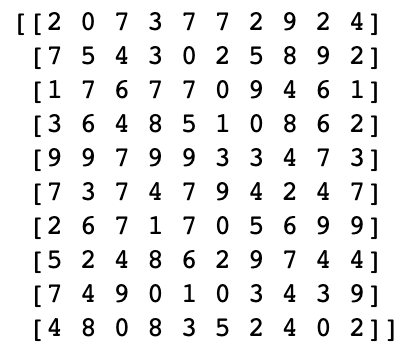 [[2 0 7 3 7 7 2 9 2 4]
[7 5 4 3 0 2 5 8 9 2]
[1 7 6 7 7 0 9 4 6 1]
[3 6 4 8 5 1 0 8 6 2]
[9 9 7 9 9 3 3 4 7 3]
[7 3 7 4 7 9 4 2 4 7]
[2 6 7 1 7 0 5 6 9 9]
[5 2 4 8 6 2 9 7 4 4]
[7 4 9 0 1 0 3 4 3 9]
[4 8 0 8 3 5 2 4 0 2]]